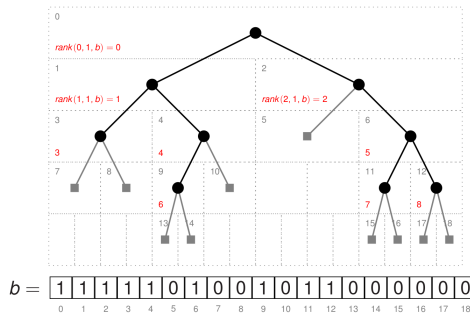 0
rank(0, 1, b) = 0
1 2
rank(1, 1, b) = 1 rank(2, 1, b) = 2
3 4 5 6
3 4 5
7 8 9 10 11 12
6 7 8
13 4 15 16 17 8
b = 1 1 1 1 1 0 1 0 0 1 0 1 1 0 0 0 0 0 0
0 1 2 3 4 5 6 7 8 9 10 11 12 13 14 15 16 17 18